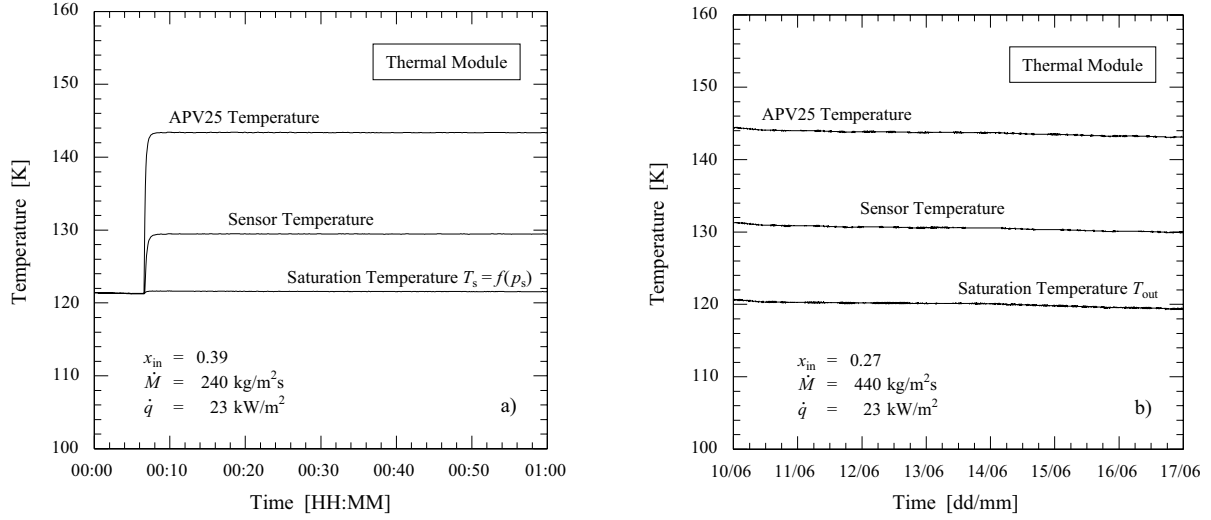 160
150
140
130
120
110
100
Temperature [K]
Thermal Module
APV25 Temperature
Sensor Temperature
Saturation Temperature Tₛ = f(pₛ)
x_in = 0.39
Ṁ = 240 kg/m²s
q̇ = 23 kW/m²
a)
00:00 00:10 00:20 00:30 00:40 00:50 01:00
Time [HH:MM]
160
150
140
130
120
110
100
Temperature [K]
Thermal Module
APV25 Temperature
Sensor Temperature
Saturation Temperature T_out
x_in = 0.27
Ṁ = 440 kg/m²s
q̇ = 23 kW/m²
b)
10/06 11/06 12/06 13/06 14/06 15/06 16/06 17/06
Time [dd/mm]